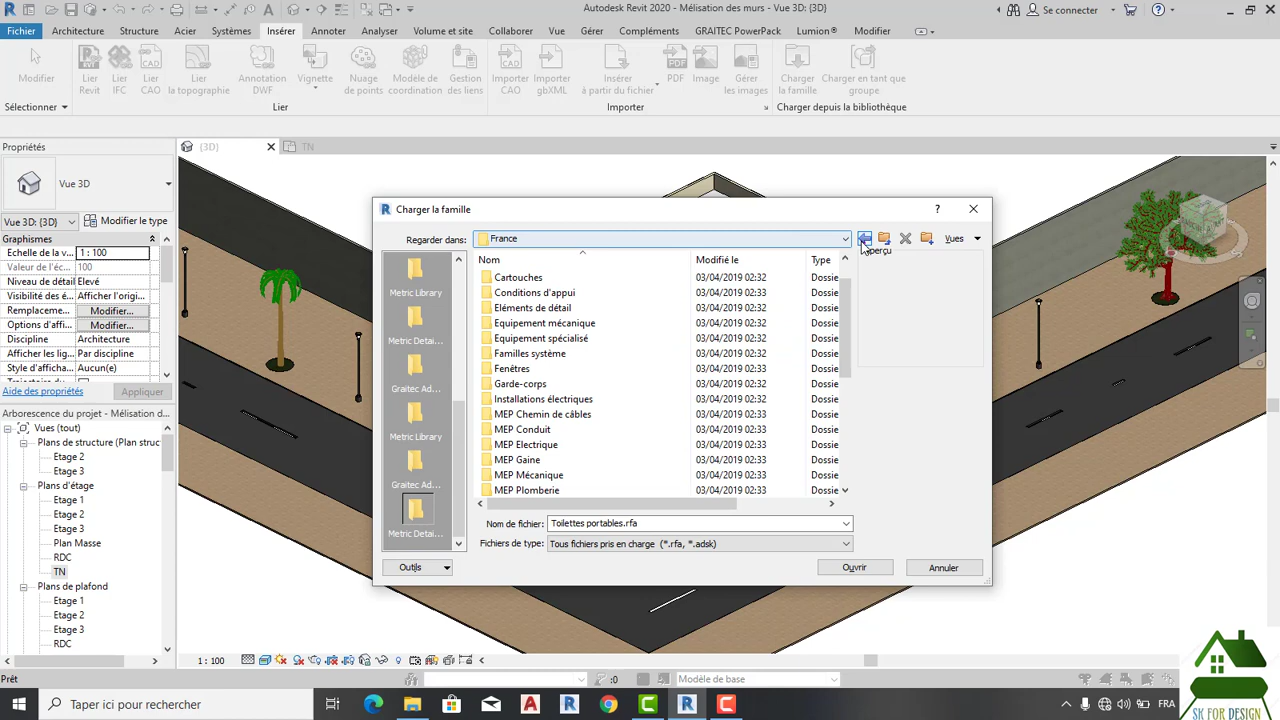 Autodesk Revit 2020 - Mélisation des murs - Vue 3D: {3D}
Se connecter
Fichier Architecture Structure Acier Systèmes Insérer Annoter Analyser Volume et site Collaborer Vue Gérer Compléments GRAITEC PowerPack Lumion® Modifier
Modifier
Lier Revit
Lier IFC
Lier CAO
Lier la topographie
Annotation DWF
Vignette
Nuage de points
Modèle de coordination
Gestion des liens
Importer CAO
Importer gbXML
Insérer à partir du fichier
PDF
Image
Gérer les images
Charger la famille
Charger en tant que groupe
Sélectionner
Lier
Importer
Charger depuis la bibliothèque
Propriétés
{3D}
TN
Vue 3D
Vue 3D: {3D}
Modifier le type
Graphismes
Echelle de la v... 1 : 100
Valeur de l'éc... 100
Niveau de détail Elevé
Visibilité des é... Afficher l'origi...
Remplaceme... Modifier...
Options d'affi... Modifier...
Discipline Architecture
Afficher les lig... Par discipline
Style d'afficha... Aucun(e)
Aide des propriétés
Appliquer
Arborescence du projet - Mélisation d...
Vues (tout)
Plans de structure (Plan struc
Etage 2
Etage 3
Plans d'étage
Etage 1
Etage 2
Etage 3
Plan Masse
RDC
TN
Plans de plafond
Etage 1
Etage 2
Etage 3
RDC
Charger la famille
?
Regarder dans:
France
Vues
Metric Library
Metric Detai...
Graitec Ad...
Metric Library
Graitec Ad...
Metric Detai...
Nom Modifié le Type
Cartouches 03/04/2019 02:32 Dossie
Conditions d'appui 03/04/2019 02:33 Dossie
Eléments de détail 03/04/2019 02:33 Dossie
Equipement mécanique 03/04/2019 02:32 Dossie
Equipement spécialisé 03/04/2019 02:32 Dossie
Familles système 03/04/2019 02:32 Dossie
Fenêtres 03/04/2019 02:33 Dossie
Garde-corps 03/04/2019 02:32 Dossie
Installations électriques 03/04/2019 02:32 Dossie
MEP Chemin de câbles 03/04/2019 02:33 Dossie
MEP Conduit 03/04/2019 02:33 Dossie
MEP Electrique 03/04/2019 02:33 Dossie
MEP Gaine 03/04/2019 02:33 Dossie
MEP Mécanique 03/04/2019 02:33 Dossie
MEP Plomberie 03/04/2019 02:33 Dossie
Nom de fichier: Toilettes portables.rfa
Fichiers de type: Tous fichiers pris en charge (*.rfa, *.adsk)
Outils
Ouvrir
Annuler
1 : 100
Prêt
:0
Modèle de base
:0
Taper ici pour rechercher
FRA
SK FOR DESIGN